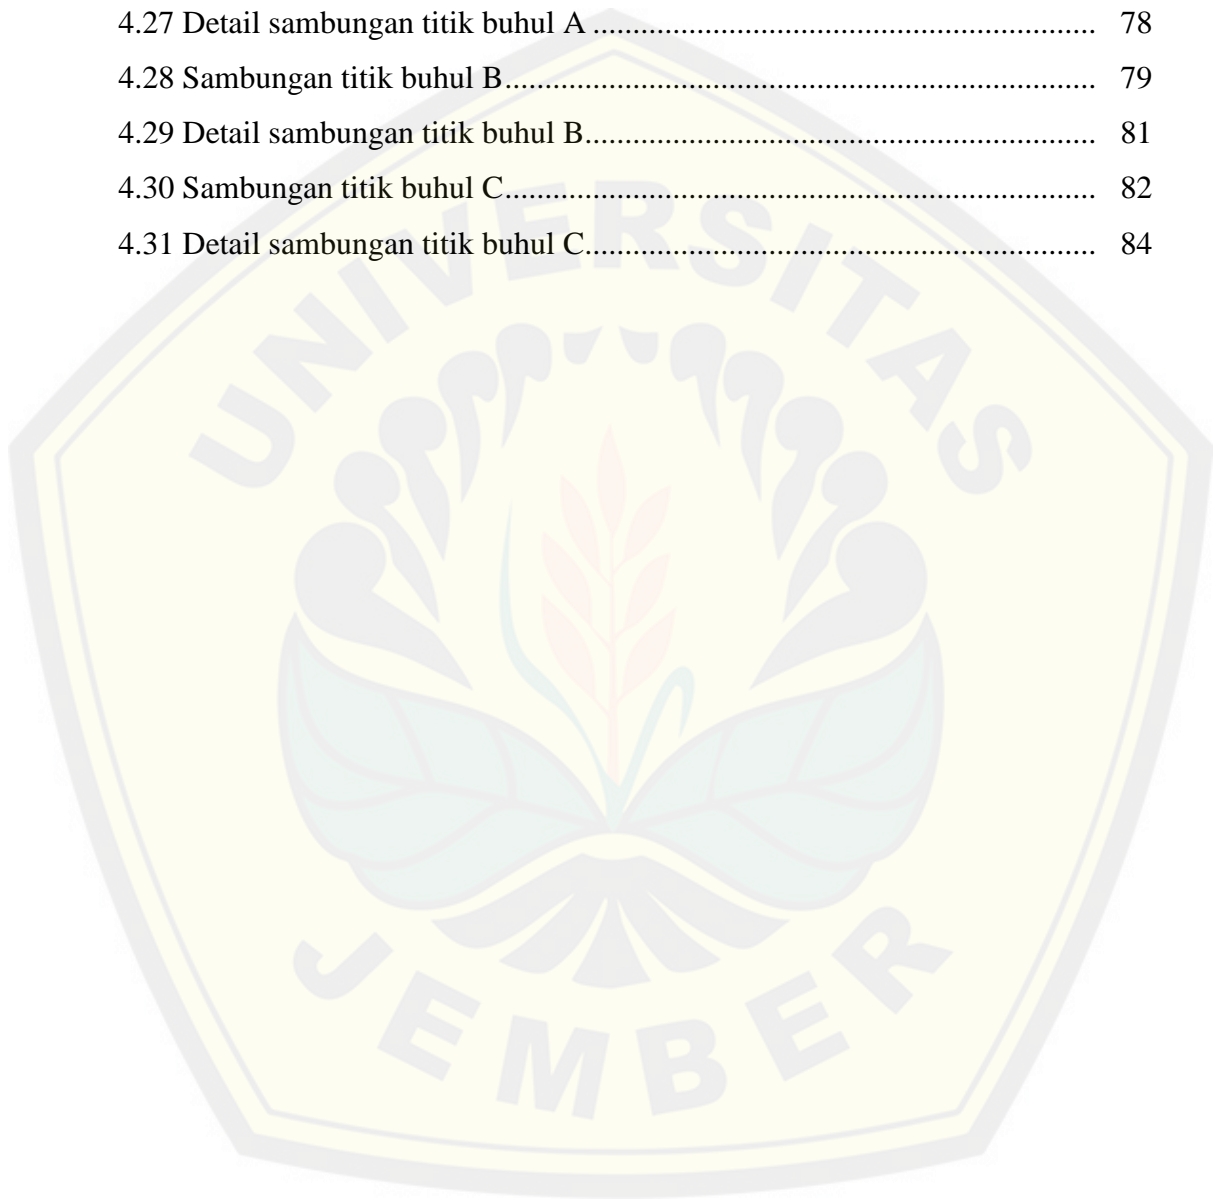 4.27 Detail sambungan titik buhul A .............................................................. 78
4.28 Sambungan titik buhul B......................................................................... 79
4.29 Detail sambungan titik buhul B............................................................... 81
4.30 Sambungan titik buhul C......................................................................... 82
4.31 Detail sambungan titik buhul C............................................................... 84
UNIVERSITAS
JEMBER